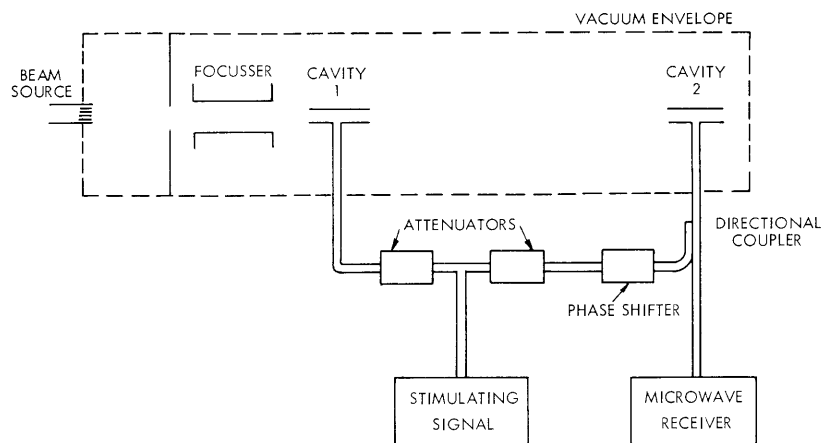 VACUUM ENVELOPE
BEAM
SOURCE
FOCUSSER
CAVITY
1
CAVITY
2
ATTENUATORS
DIRECTIONAL
COUPLER
PHASE SHIFTER
STIMULATING
SIGNAL
MICROWAVE
RECEIVER